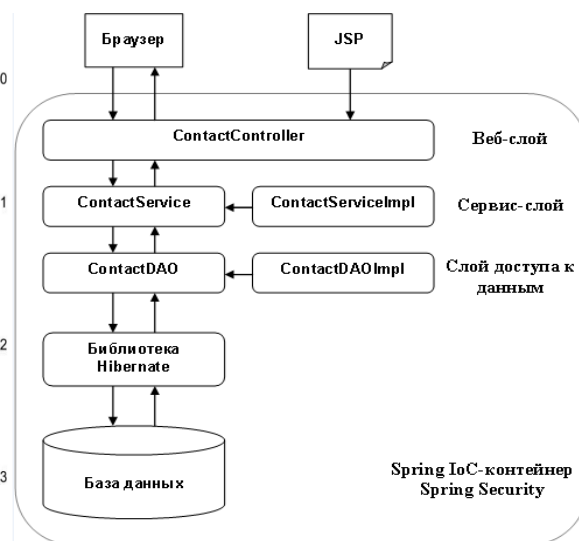 Браузер
JSP
0
ContactController
Веб-слой
1
ContactService
ContactServiceImpl
Сервис-слой
ContactDAO
ContactDAOImpl
Слой доступа к
данным
2
Библиотека
Hibernate
3
База данных
Spring IoC-контейнер
Spring Security